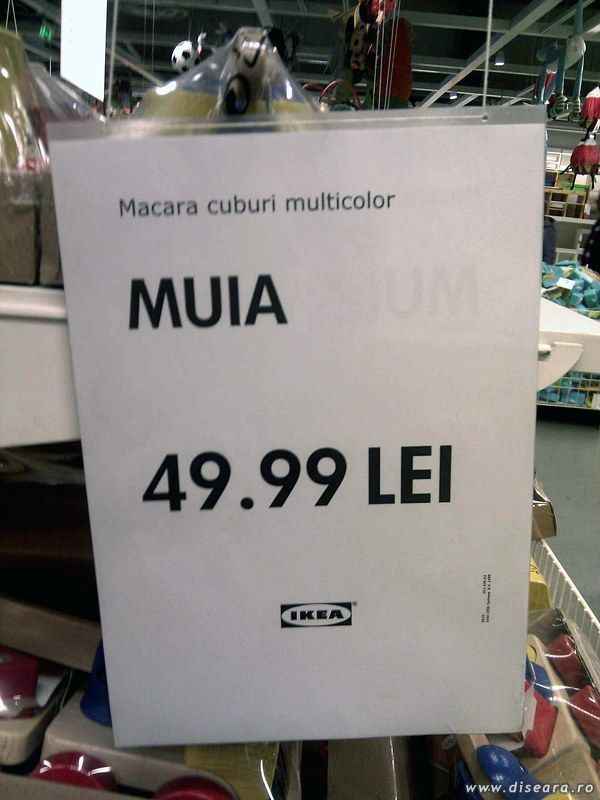 Macara cuburi multicolor
MUIA
49.99 LEI
IKEA
www.diseara.ro